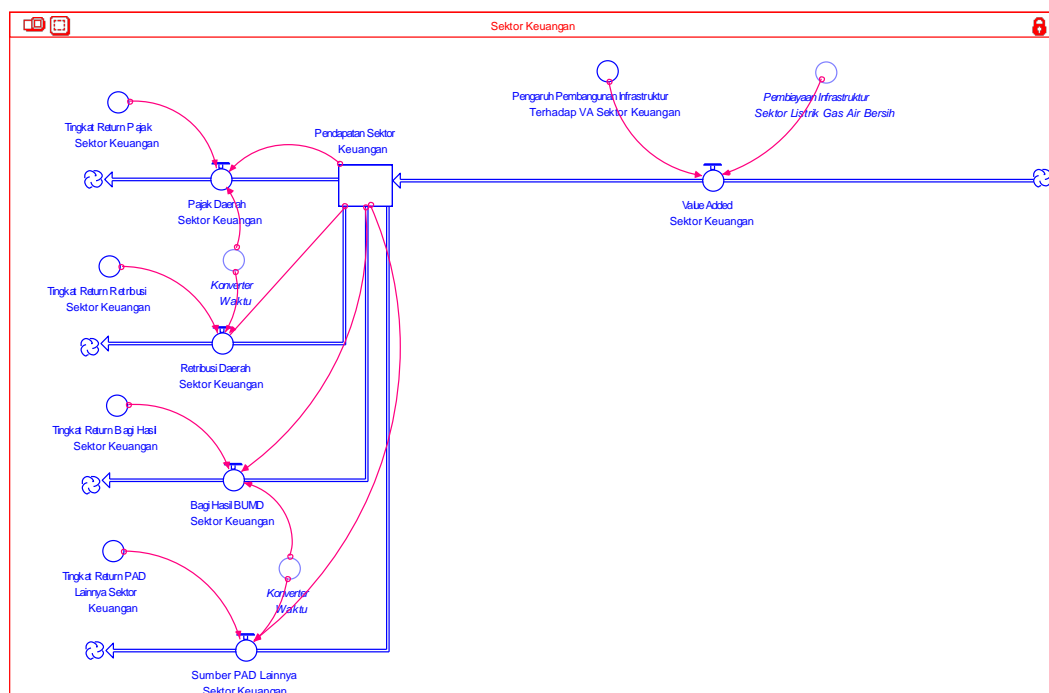 Sektor Keuangan
Pengaruh Pembangunan Infrastruktur
Terhadap VA Sektor Keuangan
Pembiayaan Infrastruktur
Sektor Listrik Gas Air Bersih
Tingkat Return Pajak
Sektor Keuangan
Pendapatan Sektor
Keuangan
Pajak Daerah
Sektor Keuangan
Value Added
Sektor Keuangan
Konverter
Waktu
Tingkat Return Retribusi
Sektor Keuangan
Retribusi Daerah
Sektor Keuangan
Tingkat Return Bagi Hasil
Sektor Keuangan
Bagi Hasil BUMD
Sektor Keuangan
Tingkat Return PAD
Lainnya Sektor
Keuangan
Konverter
Waktu
Sumber PAD Lainnya
Sektor Keuangan